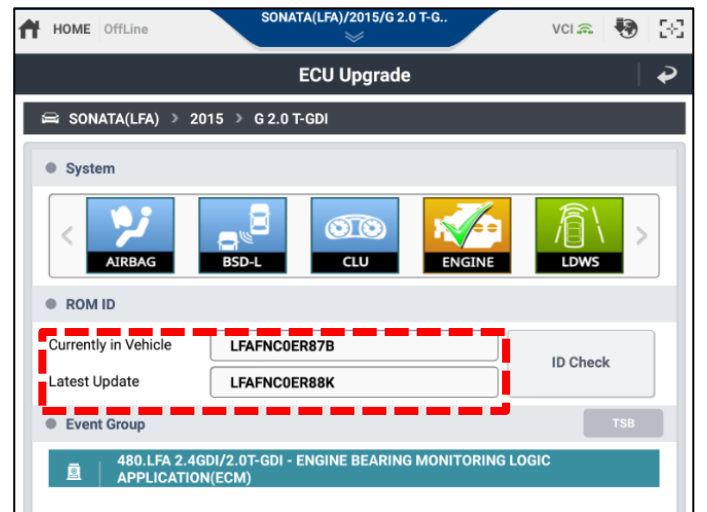 HOME OffLine
SONATA(LFA)/2015/G 2.0 T-G..
VCI
ECU Upgrade
SONATA(LFA) > 2015 > G 2.0 T-GDI
System
< AIRBAG BSD-L CLU ENGINE LDWS >
ROM ID
Currently in Vehicle LFAFNC0ER87B
ID Check
Latest Update LFAFNC0ER88K
Event Group TSB
480.LFA 2.4GDI/2.0T-GDI - ENGINE BEARING MONITORING LOGIC
APPLICATION(ECM)